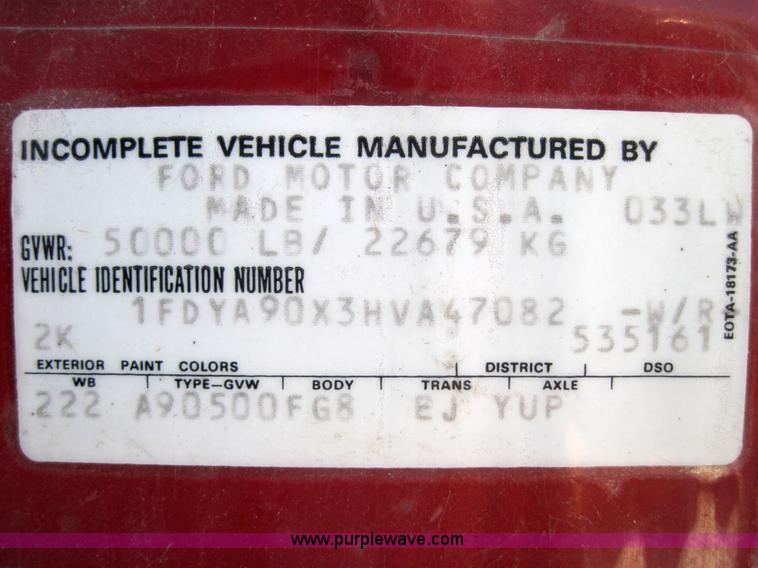 INCOMPLETE VEHICLE MANUFACTURED BY
FORD MOTOR COMPANY
MADE IN U.S.A. 033LW
GVWR: 50000 LB/ 22679 KG
VEHICLE IDENTIFICATION NUMBER
1FDYA90X3HVA47082 -W/R
2K 535161
EOTA-18173-AA
EXTERIOR PAINT COLORS DISTRICT DSO
WB TYPE-GVW BODY TRANS AXLE
222 A90500FG8 EJ YUP
www.purplewave.com